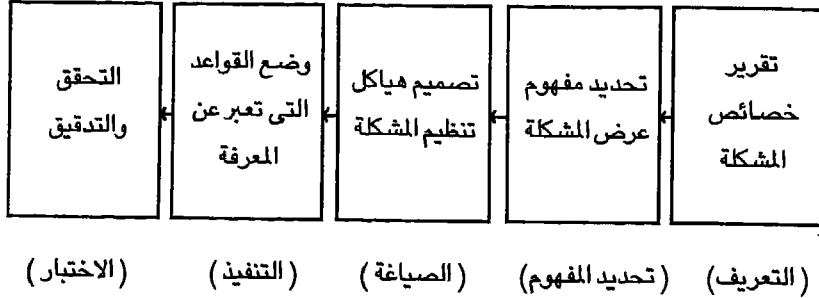 تقرير
خصائص
المشكلة
تحديد مفهوم
عرض المشكلة
تصميم هياكل
تنظيم المشكلة
وضع القواعد
التى تعبر عن
المعرفة
التحقق
والتدقيق
(التعريف)
(تحديد المفهوم)
(الصياغة)
(التنفيذ)
(الاختبار)